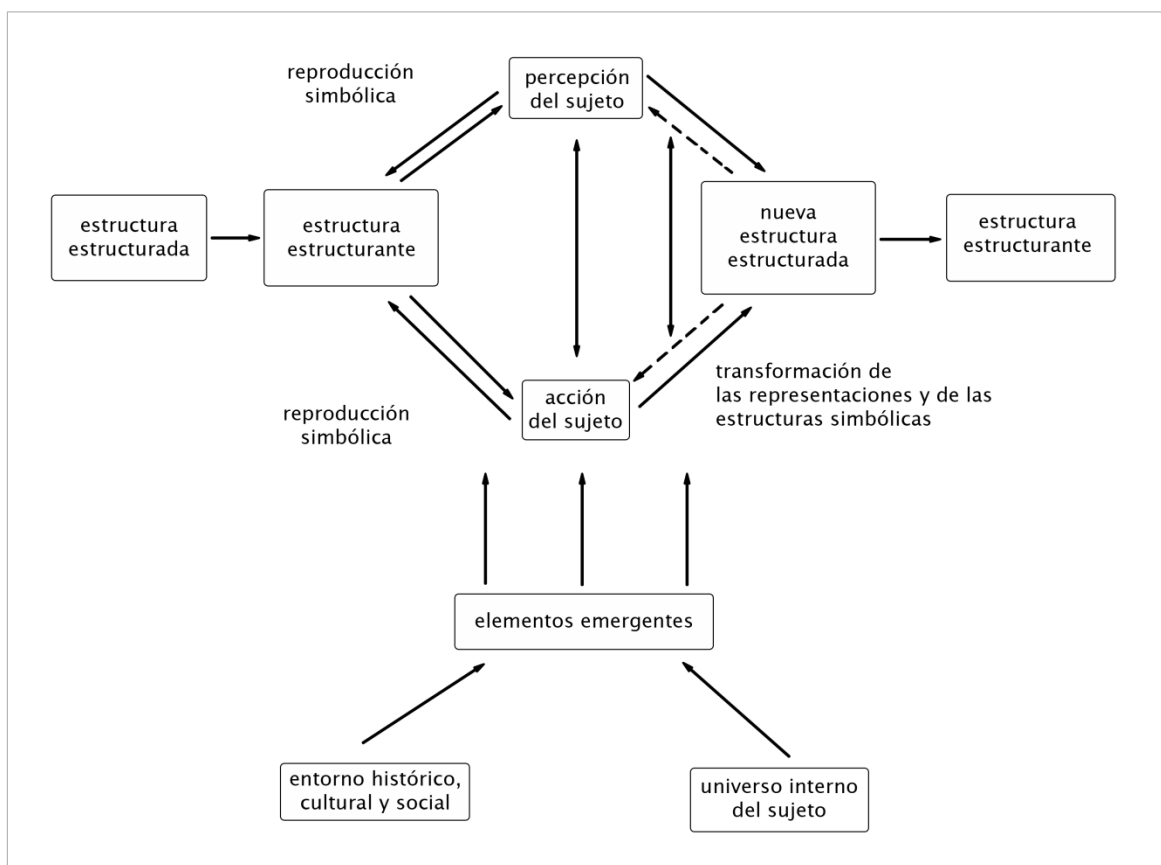 reproducción
simbólica
percepción
del sujeto
estructura
estructurada
estructura
estructurante
nueva
estructura
estructurada
estructura
estructurante
reproducción
simbólica
acción
del sujeto
transformación de
las representaciones y de las
estructuras simbólicas
elementos emergentes
entorno histórico,
cultural y social
universo interno
del sujeto